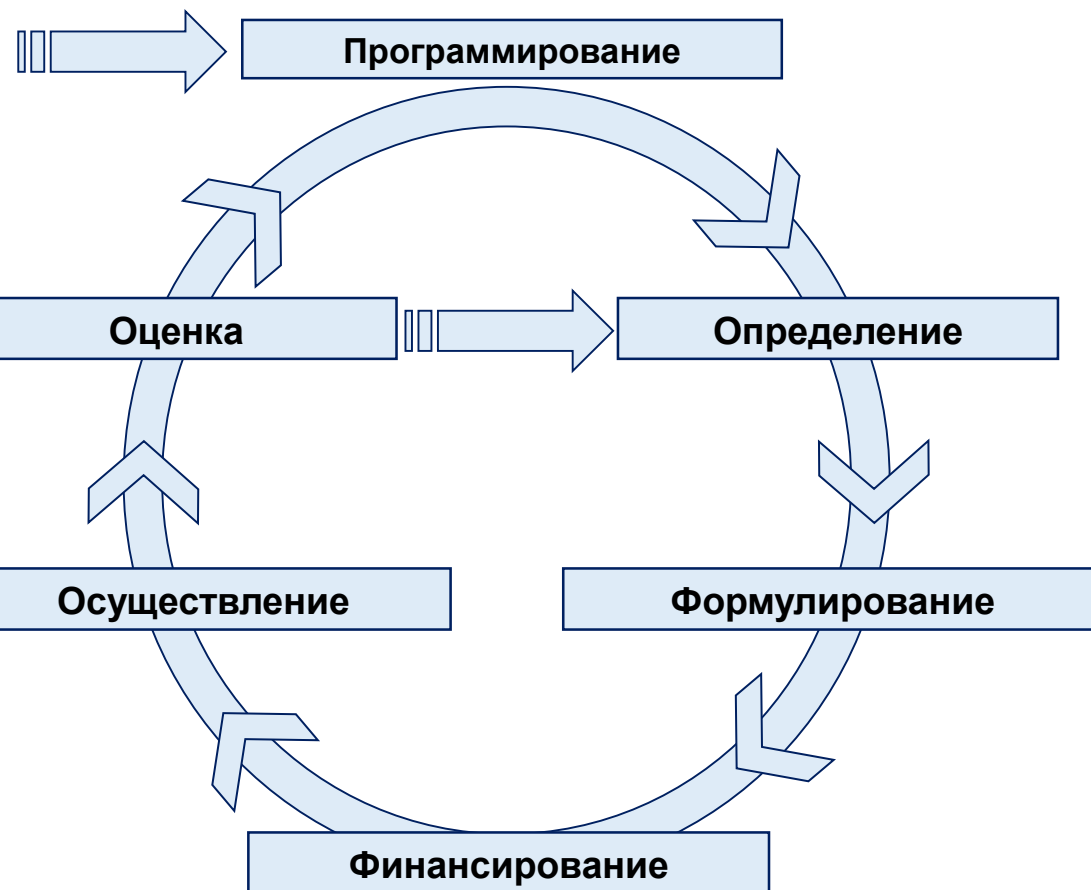 Программирование
Оценка
Определение
Осуществление
Формулирование
Финансирование